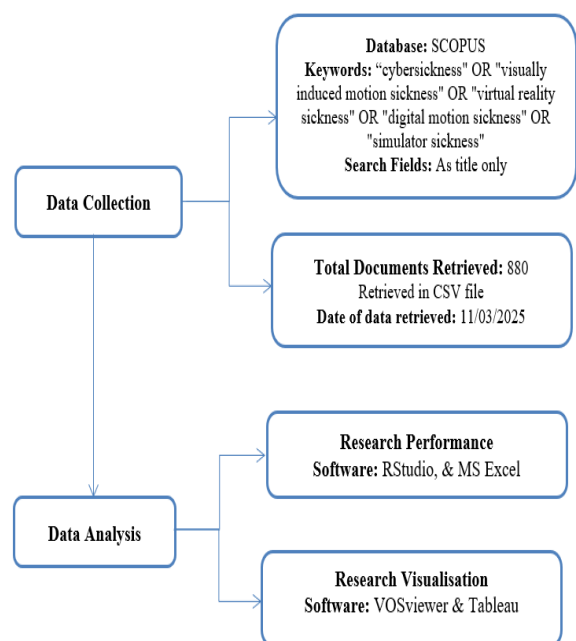 Database: SCOPUS
Keywords: “cybersickness" OR "visually
induced motion sickness" OR "virtual reality
sickness" OR "digital motion sickness" OR
"simulator sickness"
Search Fields: As title only
Data Collection
Total Documents Retrieved: 880
Retrieved in CSV file
Date of data retrieved: 11/03/2025
Research Performance
Software: RStudio, & MS Excel
Data Analysis
Research Visualisation
Software: VOSviewer & Tableau